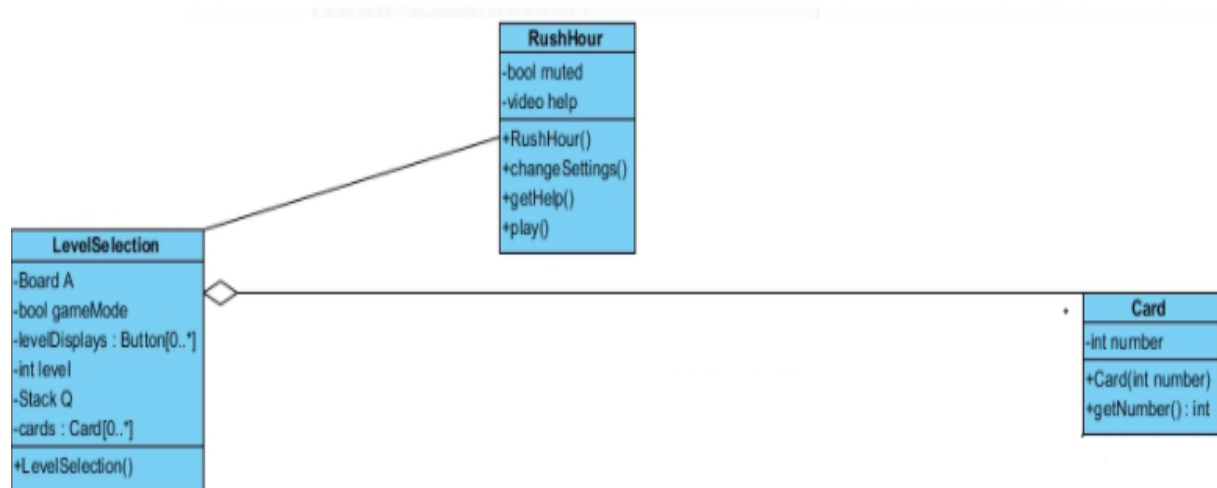 RushHour
-bool muted
-video help
+RushHour()
+changeSettings()
+getHelp()
+play()
LevelSelection
-Board A
-bool gameMode
-levelDisplays : Button[0..*]
-int level
-Stack Q
-cards : Card[0..*]
+LevelSelection()
*
Card
-int number
+Card(int number)
+getNumber() : int